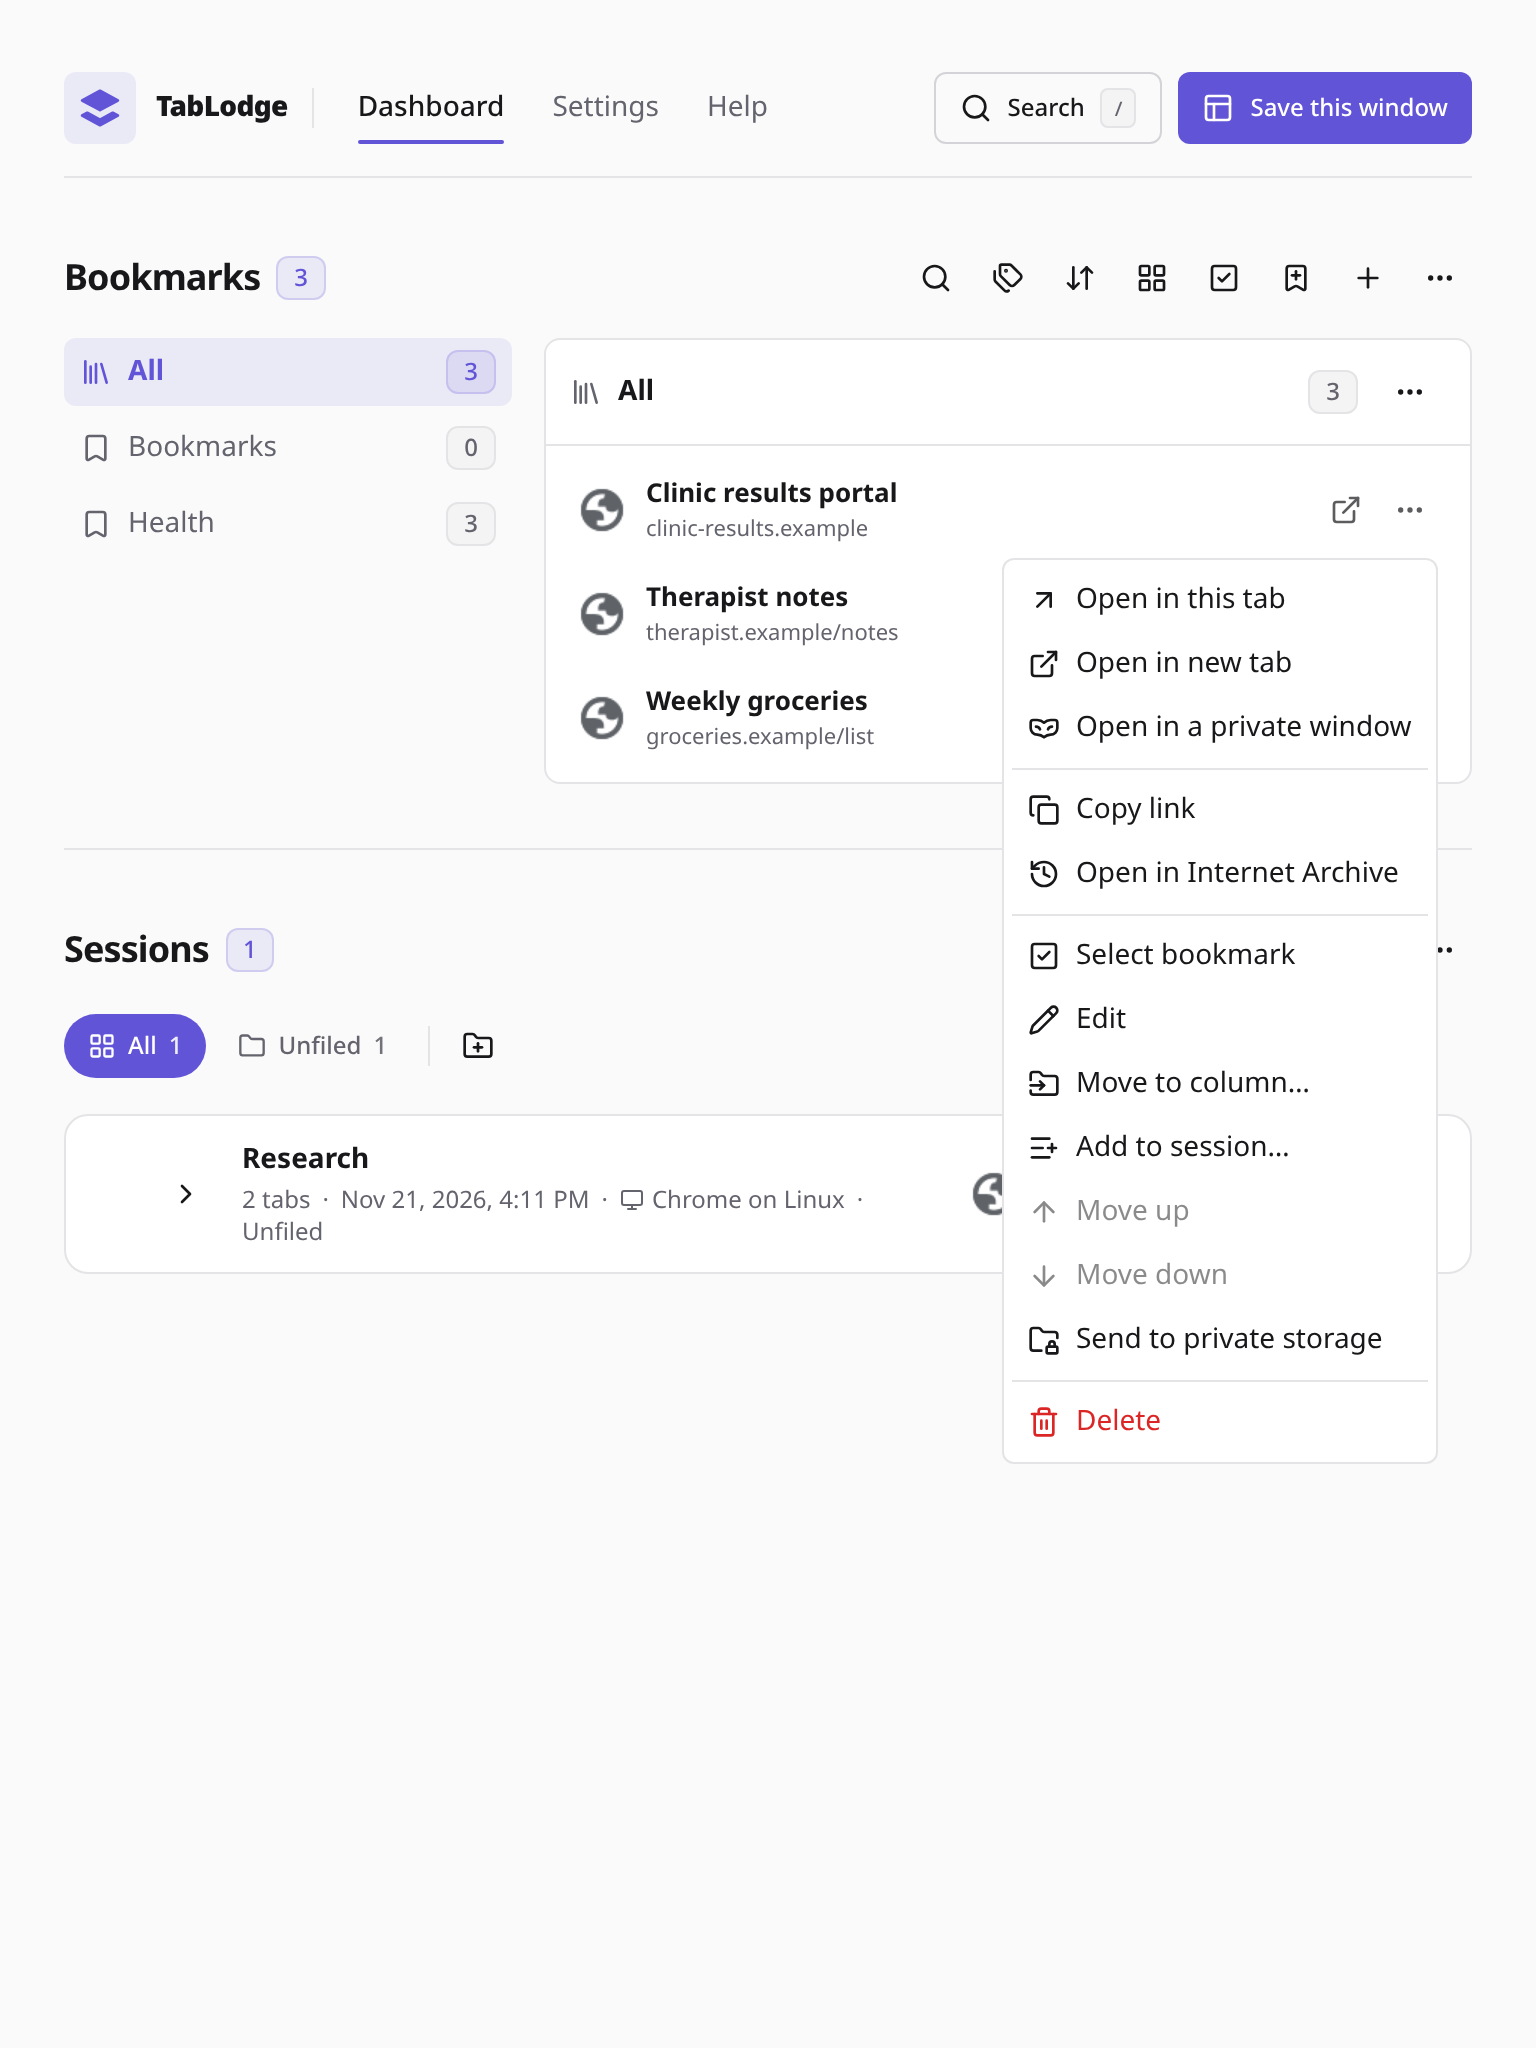 TabLodge
Dashboard
Settings
Help
Search
/
Save this window
Bookmarks
3
All
3
Bookmarks
0
Health
3
All
3
Clinic results portal
clinic-results.example
Therapist notes
therapist.example/notes
Weekly groceries
groceries.example/list
Open in this tab
Open in new tab
Open in a private window
Copy link
Open in Internet Archive
Select bookmark
Edit
Move to column...
Add to session...
Move up
Move down
Send to private storage
Delete
Sessions
1
All 1
Unfiled 1
Research
2 tabs · Nov 21, 2026, 4:11 PM · Chrome on Linux ·
Unfiled